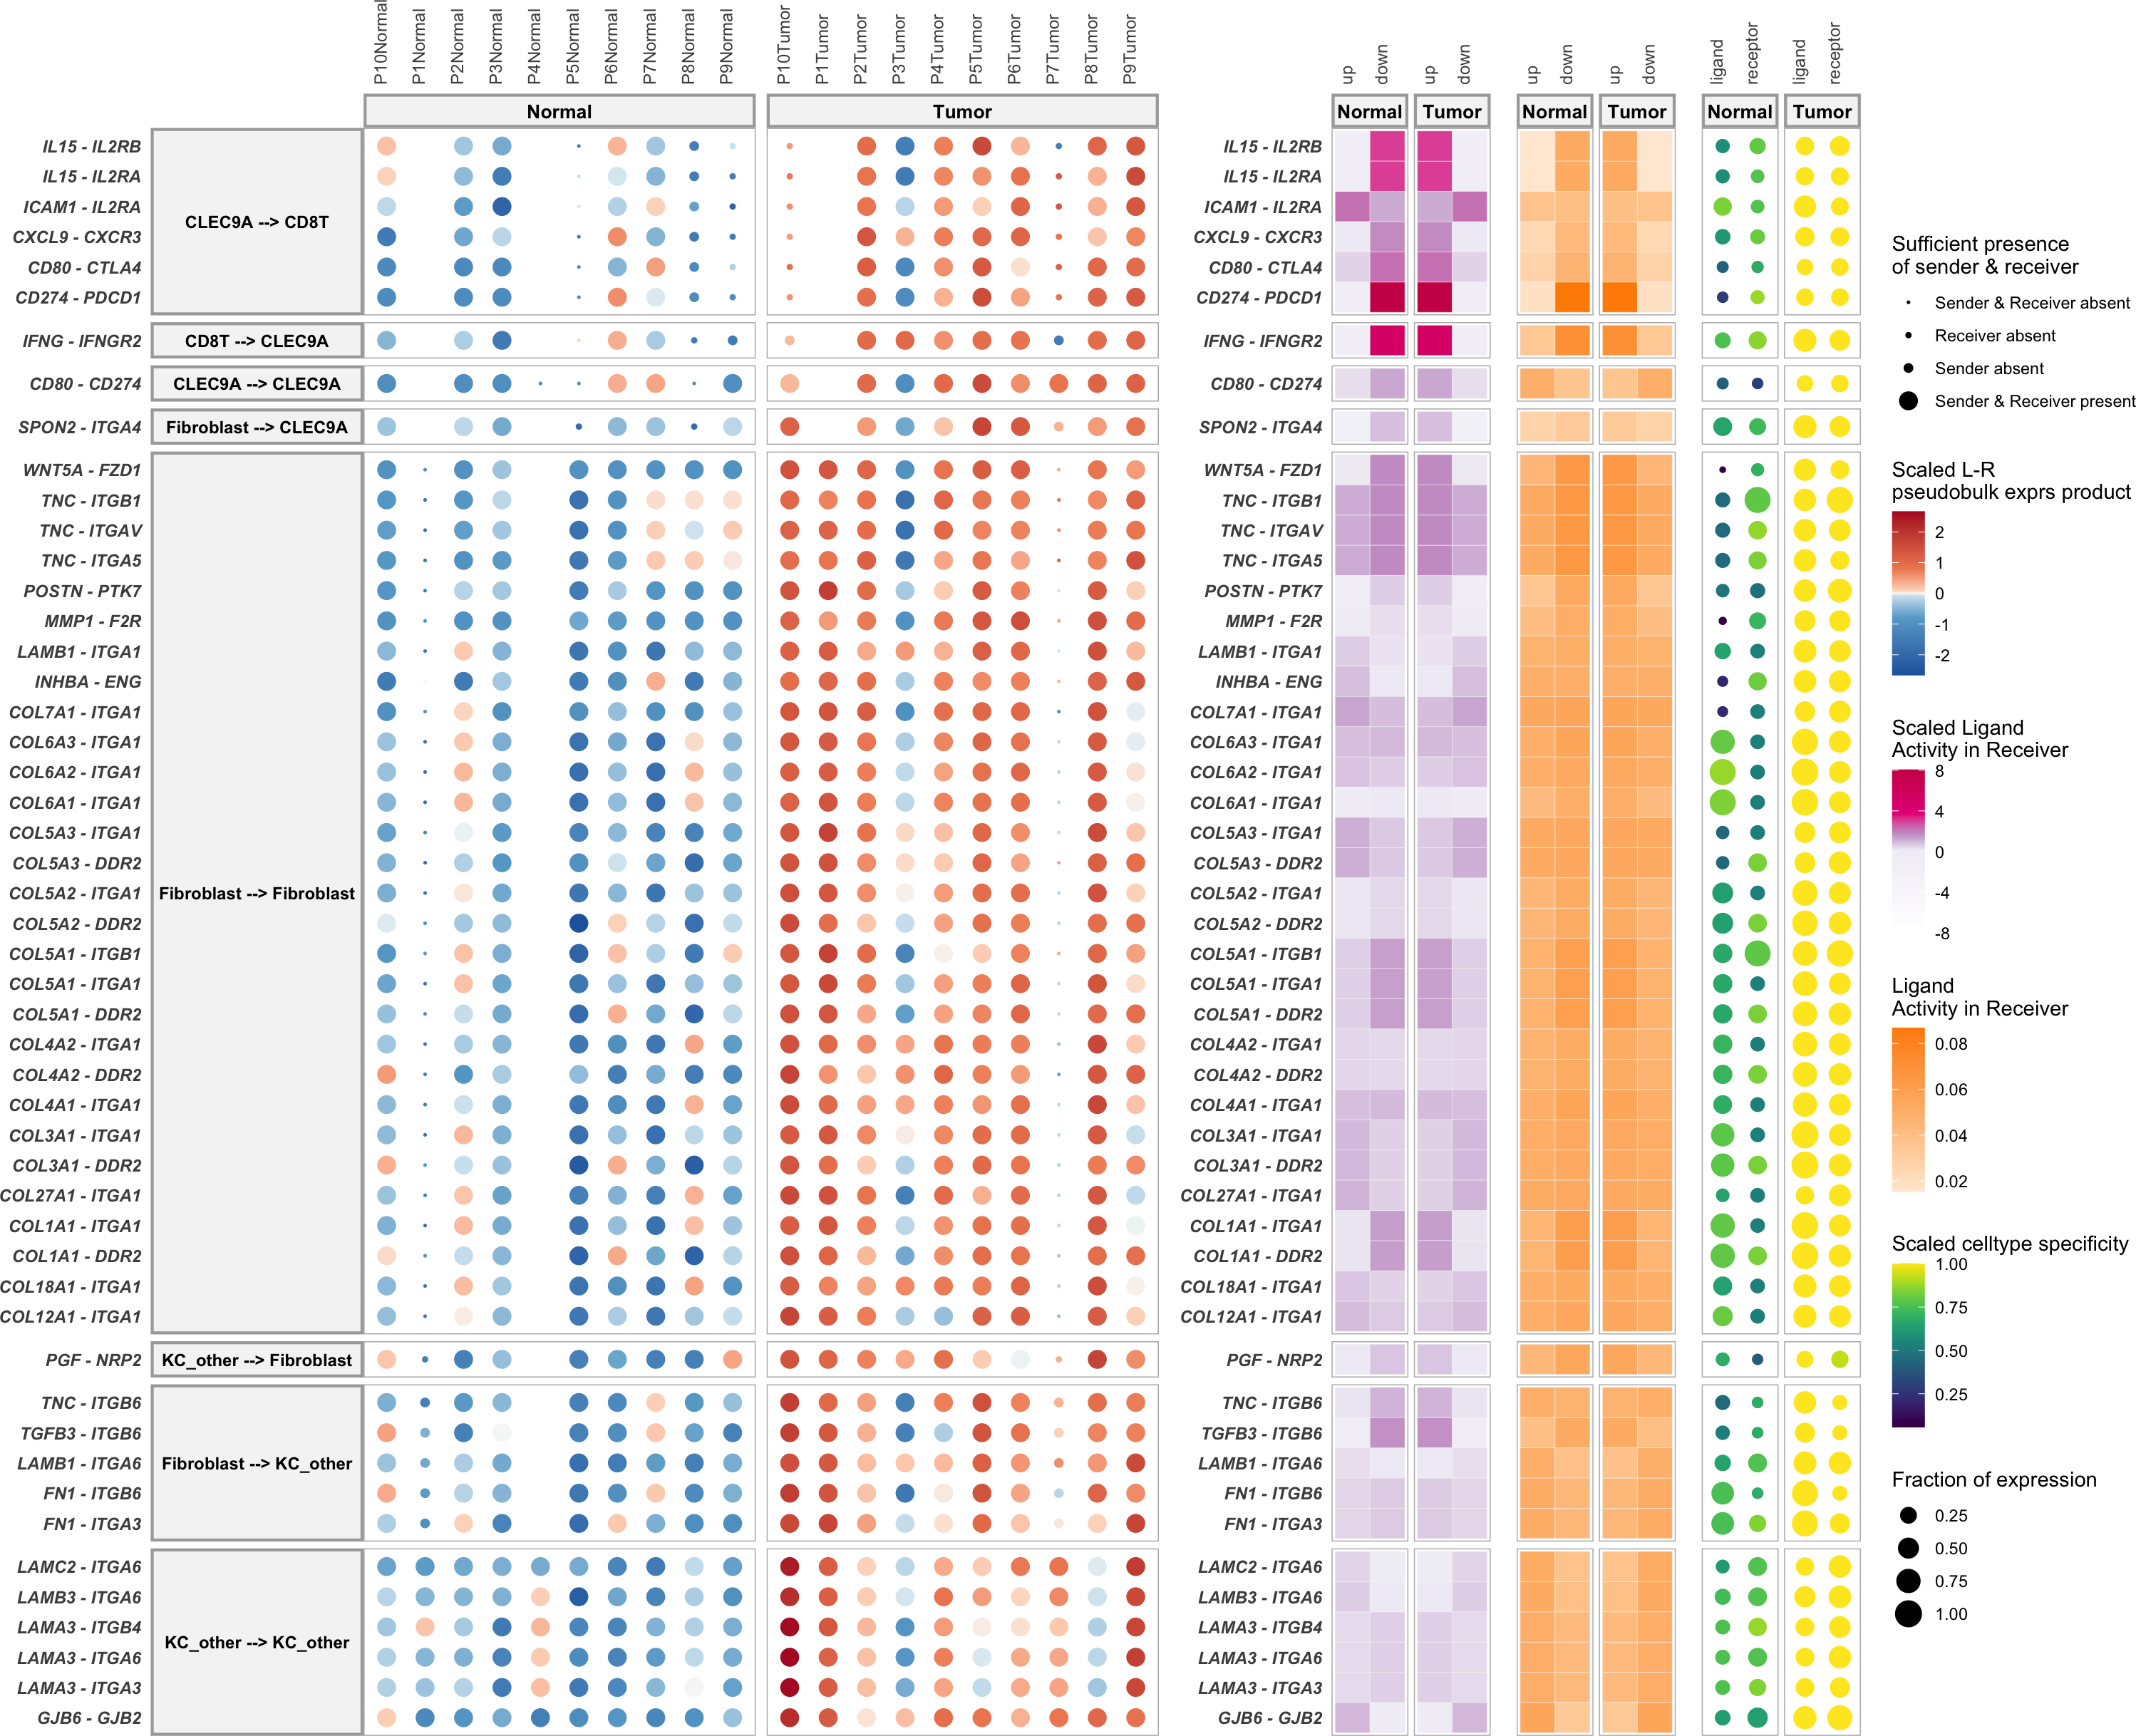 P10Normal P1Normal P2Normal P3Normal P4Normal P5Normal P6Normal P7Normal P8Normal P9Normal P10Tumor P1Tumor P2Tumor P3Tumor P4Tumor P5Tumor P6Tumor P7Tumor P8Tumor P9Tumor up down up down up down up down ligand receptor ligand receptor
Normal Tumor Normal Tumor Normal Tumor Normal Tumor
IL15 - IL2RB IL15 - IL2RB
IL15 - IL2RA IL15 - IL2RA
ICAM1 - IL2RA ICAM1 - IL2RA
CLEC9A --> CD8T
CXCL9 - CXCR3 CXCL9 - CXCR3
CD80 - CTLA4 CD80 - CTLA4
CD274 - PDCD1 CD274 - PDCD1
IFNG - IFNGR2 CD8T --> CLEC9A IFNG - IFNGR2
CD80 - CD274 CLEC9A --> CLEC9A CD80 - CD274
SPON2 - ITGA4 Fibroblast --> CLEC9A SPON2 - ITGA4
WNT5A - FZD1 WNT5A - FZD1
TNC - ITGB1 TNC - ITGB1
TNC - ITGAV TNC - ITGAV
TNC - ITGA5 TNC - ITGA5
POSTN - PTK7 POSTN - PTK7
MMP1 - F2R MMP1 - F2R
LAMB1 - ITGA1 LAMB1 - ITGA1
INHBA - ENG INHBA - ENG
COL7A1 - ITGA1 COL7A1 - ITGA1
COL6A3 - ITGA1 COL6A3 - ITGA1
COL6A2 - ITGA1 COL6A2 - ITGA1
COL6A1 - ITGA1 COL6A1 - ITGA1
COL5A3 - ITGA1 COL5A3 - ITGA1
COL5A3 - DDR2 COL5A3 - DDR2
COL5A2 - ITGA1 Fibroblast --> Fibroblast COL5A2 - ITGA1
COL5A2 - DDR2 COL5A2 - DDR2
COL5A1 - ITGB1 COL5A1 - ITGB1
COL5A1 - ITGA1 COL5A1 - ITGA1
COL5A1 - DDR2 COL5A1 - DDR2
COL4A2 - ITGA1 COL4A2 - ITGA1
COL4A2 - DDR2 COL4A2 - DDR2
COL4A1 - ITGA1 COL4A1 - ITGA1
COL3A1 - ITGA1 COL3A1 - ITGA1
COL3A1 - DDR2 COL3A1 - DDR2
COL27A1 - ITGA1 COL27A1 - ITGA1
COL1A1 - ITGA1 COL1A1 - ITGA1
COL1A1 - DDR2 COL1A1 - DDR2
COL18A1 - ITGA1 COL18A1 - ITGA1
COL12A1 - ITGA1 COL12A1 - ITGA1
PGF - NRP2 KC_other --> Fibroblast PGF - NRP2
TNC - ITGB6 TNC - ITGB6
TGFB3 - ITGB6 TGFB3 - ITGB6
LAMB1 - ITGA6 Fibroblast --> KC_other LAMB1 - ITGA6
FN1 - ITGB6 FN1 - ITGB6
FN1 - ITGA3 FN1 - ITGA3
LAMC2 - ITGA6 LAMC2 - ITGA6
LAMB3 - ITGA6 LAMB3 - ITGA6
LAMA3 - ITGB4 LAMA3 - ITGB4
KC_other --> KC_other
LAMA3 - ITGA6 LAMA3 - ITGA6
LAMA3 - ITGA3 LAMA3 - ITGA3
GJB6 - GJB2 GJB6 - GJB2
Sufficient presence
of sender & receiver
Sender & Receiver absent
Receiver absent
Sender absent
Sender & Receiver present
Scaled L-R
pseudobulk exprs product
2
1
0
-1
-2
Scaled Ligand
Activity in Receiver
8
4
0
-4
-8
Ligand
Activity in Receiver
0.08
0.06
0.04
0.02
Scaled celltype specificity
1.00
0.75
0.50
0.25
Fraction of expression
0.25
0.50
0.75
1.00